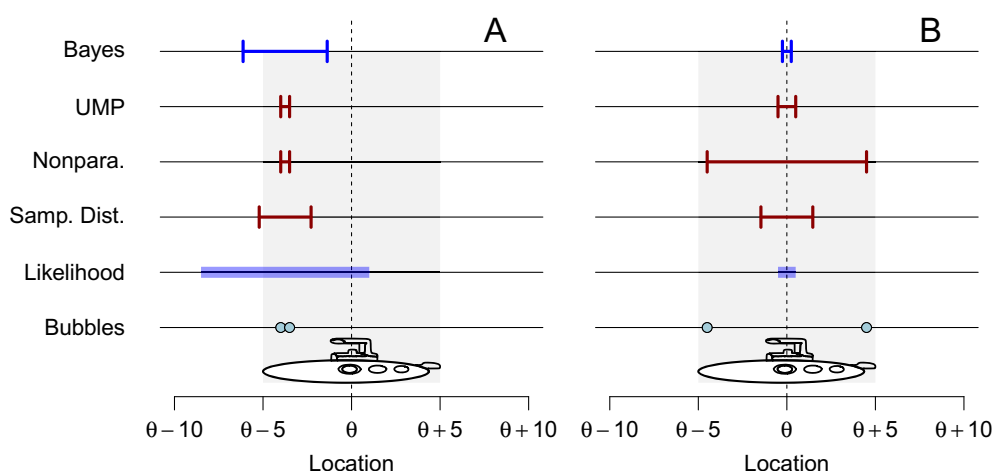 A B
Bayes
UMP
Nonpara.
Samp. Dist.
Likelihood
Bubbles
θ − 10 θ − 5 θ θ + 5 θ + 10 θ − 10 θ − 5 θ θ + 5 θ + 10
Location Location